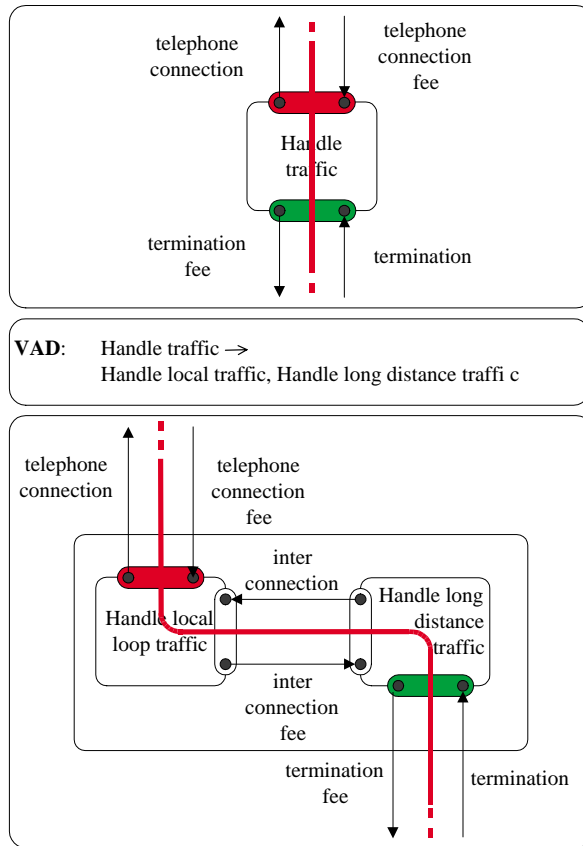 telephone
connection
telephone
connection
fee
Handle
traffic
termination
fee
termination
VAD: Handle traffic →
Handle local traffic, Handle long distance traffi c
telephone
connection
telephone
connection
fee
inter
connection
Handle local
loop traffic
Handle long
distance
traffic
inter
connection
fee
termination
fee
termination